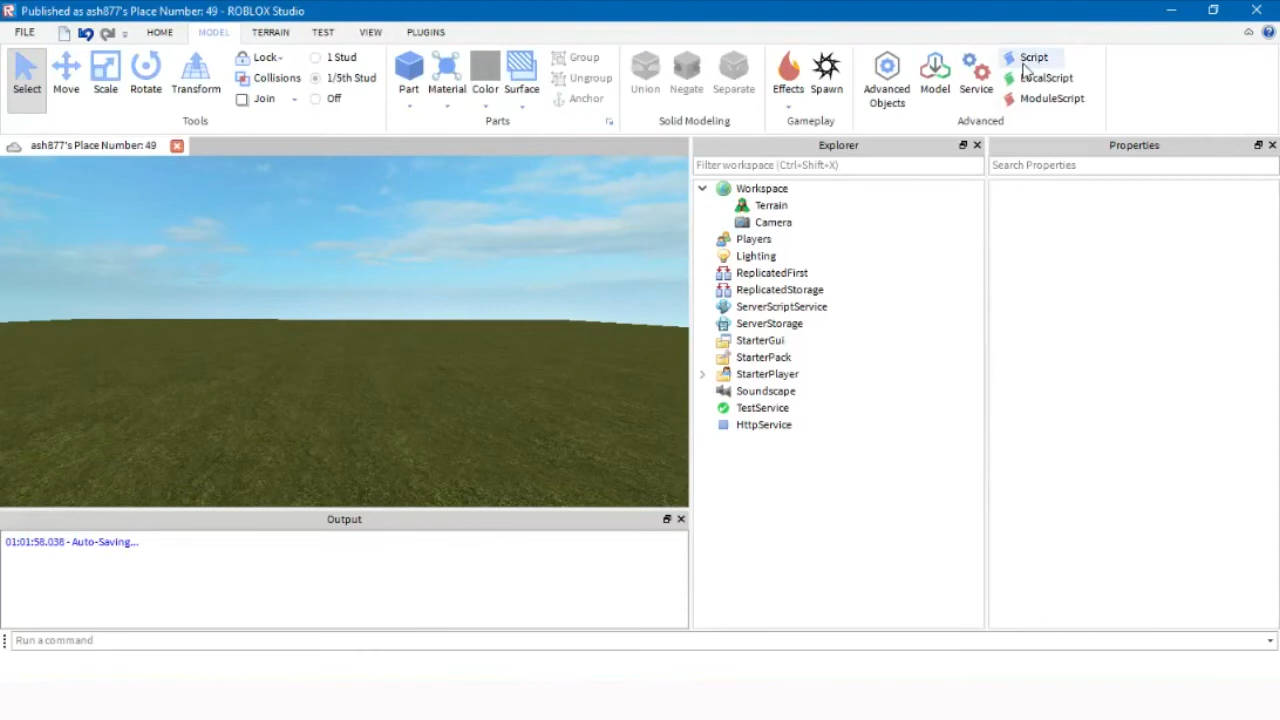 Published as ash877's Place Number: 49 - ROBLOX Studio
FILE HOME MODEL TERRAIN TEST VIEW PLUGINS
Select Move Scale Rotate Transform
Lock 1 Stud
Collisions 1/5th Stud
Join Off
Tools
Part Material Color Surface
Group
Ungroup
Anchor
Parts
Union Negate Separate
Solid Modeling
Effects Spawn
Gameplay
Advanced Objects Model Service
Script
LocalScript
ModuleScript
Advanced
ash877's Place Number: 49
Explorer
Filter workspace (Ctrl+Shift+X)
Workspace
Terrain
Camera
Players
Lighting
ReplicatedFirst
ReplicatedStorage
ServerScriptService
ServerStorage
StarterGui
StarterPack
StarterPlayer
Soundscape
TestService
HttpService
Properties
Search Properties
Output
01:01:58.038 - Auto-Saving...
Run a command